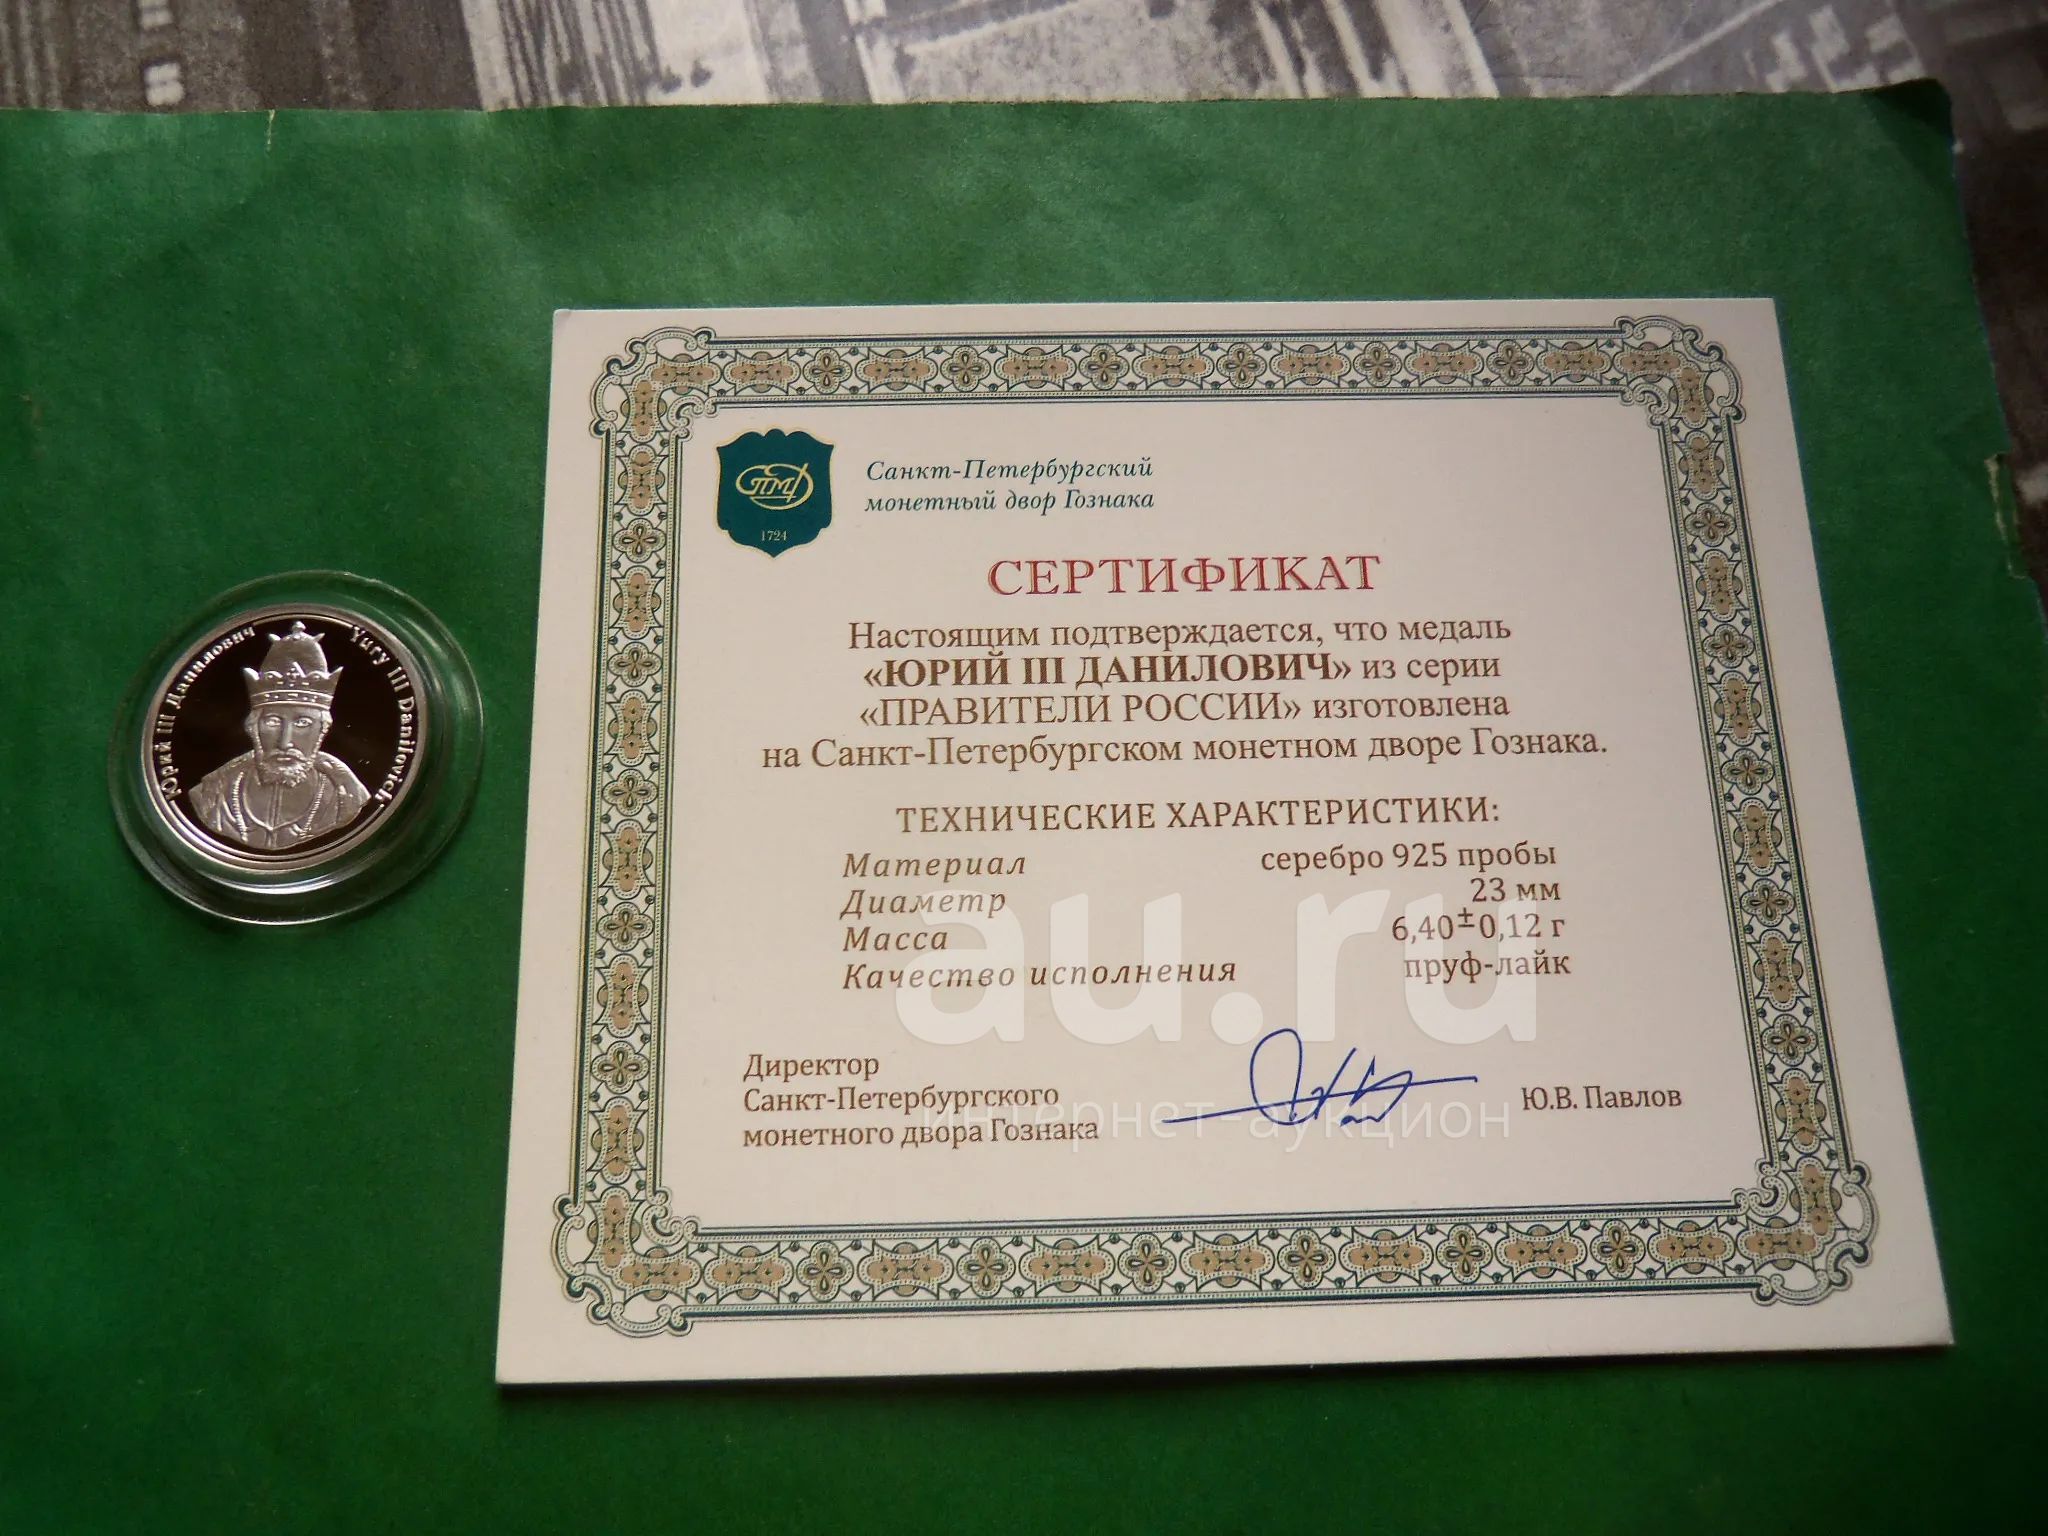 Юрий III Данилович Yury III Danilovitch
СПМД
1724
Санкт-Петербургский
монетный двор Гознака
СЕРТИФИКАТ
Настоящим подтверждается, что медаль
«ЮРИЙ III ДАНИЛОВИЧ» из серии
«ПРАВИТЕЛИ РОССИИ» изготовлена
на Санкт-Петербургском монетном дворе Гознака.
ТЕХНИЧЕСКИЕ ХАРАКТЕРИСТИКИ:
Материал серебро 925 пробы
Диаметр 23 мм
Масса 6,40±0,12 г
Качество исполнения пруф-лайк
au.ru
интернет-аукцион
Директор
Санкт-Петербургского
монетного двора Гознака
Ю.В. Павлов